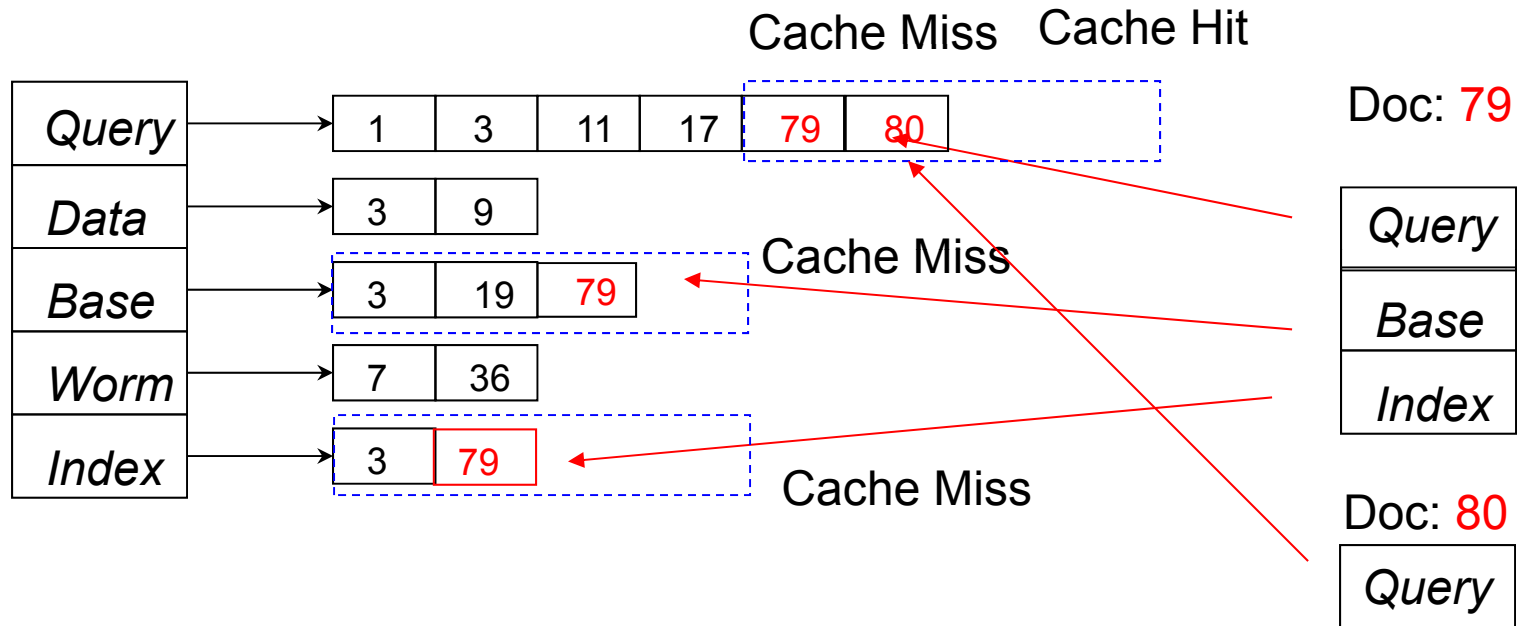 Cache Miss Cache Hit
Query 1 3 11 17 79 80
Doc: 79
Data 3 9
Query
Cache Miss
Base 3 19 79
Base
Worm 7 36
Index
Index 3 79
Cache Miss
Doc: 80
Query